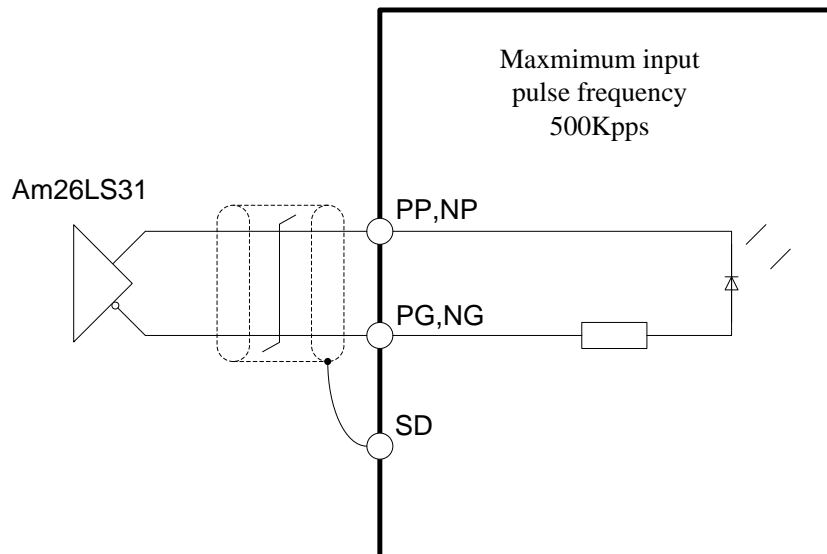 Maxmimum input
pulse frequency
500Kpps
Am26LS31
PP,NP
PG,NG
SD